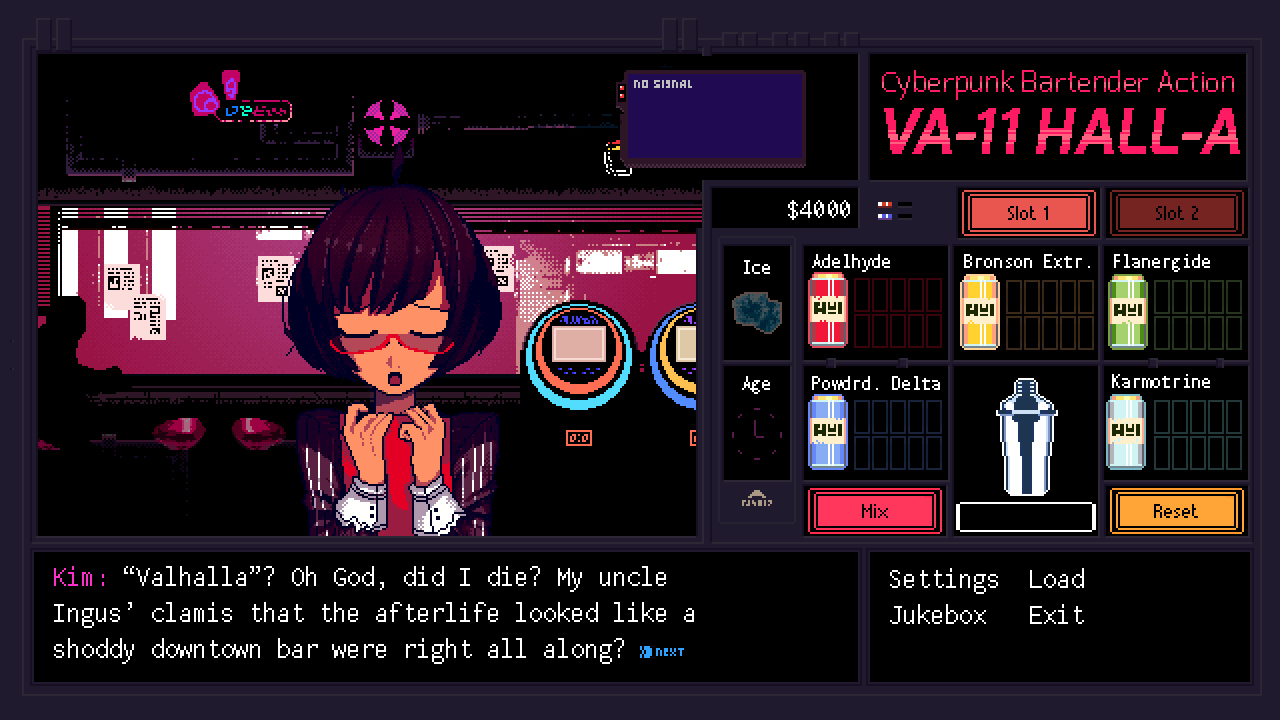 NO SIGNAL
Cyberpunk Bartender Action
VA-11 HALL-A
$4000
Slot 1
Slot 2
Ice
Adelhyde
Bronson Extr.
Flanergide
Age
Powdrd. Delta
Karmotrine
Mix
Reset
Kim: “Valhalla”? Oh God, did I die? My uncle
Ingus’ clamis that the afterlife looked like a
shoddy downtown bar were right all along? NEXT
Settings Load
Jukebox Exit